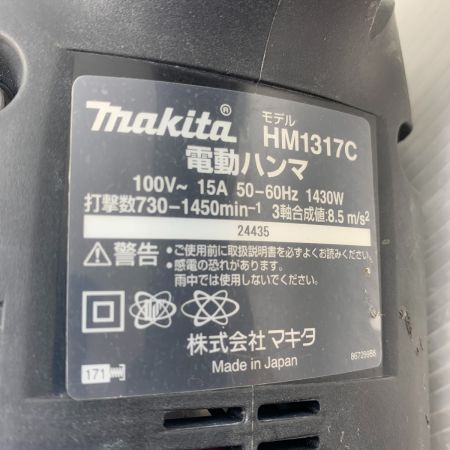 makita®
モデル HM1317C
電動ハンマ
100V~ 15A 50-60Hz 1430W
打撃数730-1450min⁻¹ 3軸合成値:8.5 m/s²
24435
⚠警告 •ご使用前に取扱説明書を必ずよくお読みください。
•感電の恐れがあります。
雨中では使用しないでください。
株式会社マキタ
171 Made in Japan